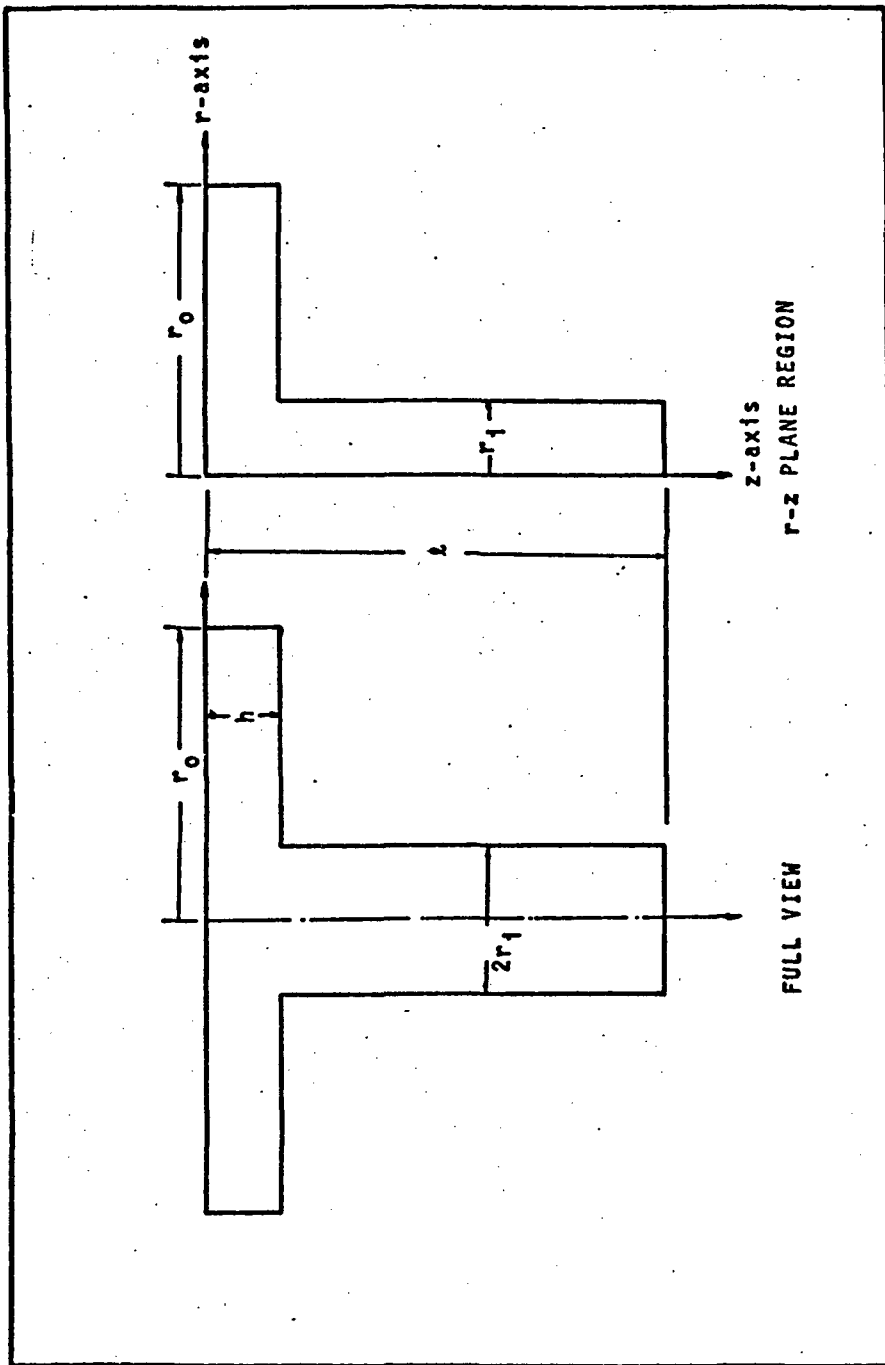 r₀
h
2r₁
FULL VIEW
ℓ
r-axis
r₀
r₁
z-axis
r-z PLANE REGION